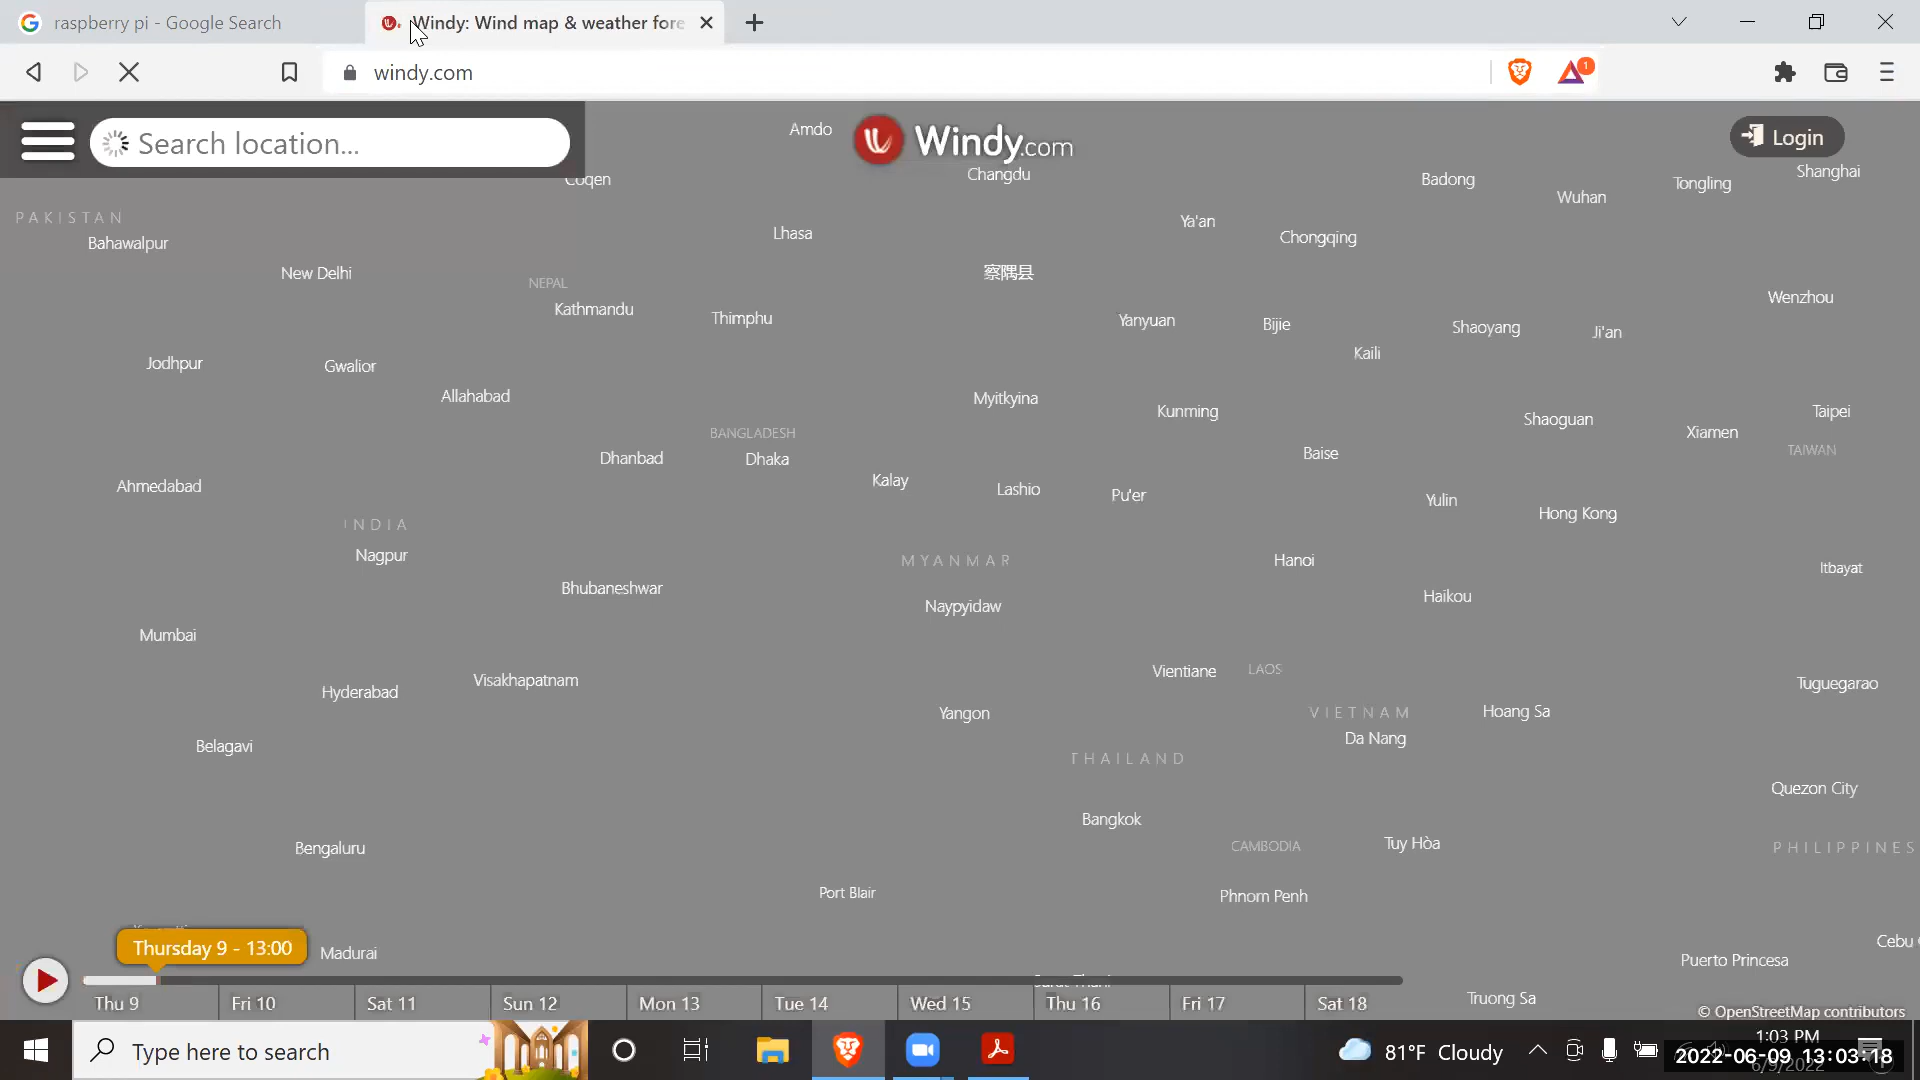 raspberry pi - Google Search
Windy: Wind map & weather fore
windy.com
1
Search location...
Windy.com
Login
Amdo
Changdu
Coqen
Badong
Wuhan
Tongling
Shanghai
PAKISTAN
Bahawalpur
Lhasa
Ya'an
Chongqing
New Delhi
NEPAL
察隅县
Kathmandu
Thimphu
Yanyuan
Bijie
Shaoyang
Ji'an
Wenzhou
Jodhpur
Gwalior
Kaili
Allahabad
Myitkyina
Kunming
Shaoguan
Xiamen
Taipei
BANGLADESH
TAIWAN
Dhanbad
Dhaka
Baise
Ahmedabad
Kalay
Lashio
Pu'er
Yulin
Hong Kong
INDIA
Nagpur
MYANMAR
Hanoi
Itbayat
Bhubaneshwar
Naypyidaw
Haikou
Mumbai
Hyderabad
Visakhapatnam
Vientiane
LAOS
Tuguegarao
Yangon
VIETNAM
Hoang Sa
Da Nang
Belagavi
THAILAND
Quezon City
Bengaluru
Bangkok
CAMBODIA
Tuy Hòa
PHILIPPINES
Port Blair
Phnom Penh
Thursday 9 - 13:00
Madurai
Puerto Princesa
Cebu
Thu 9
Fri 10
Sat 11
Sun 12
Mon 13
Tue 14
Wed 15
Thu 16
Fri 17
Sat 18
Truong Sa
© OpenStreetMap contributors
Type here to search
81°F Cloudy
1:03 PM
6/9/2022
2022-06-09 13:03:18